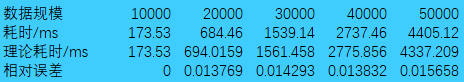 数据规模 10000 20000 30000 40000 50000
耗时/ms 173.53 684.46 1539.14 2737.46 4405.12
理论耗时/ms 173.53 694.0159 1561.458 2775.856 4337.209
相对误差 0 0.013769 0.014293 0.013832 0.015658